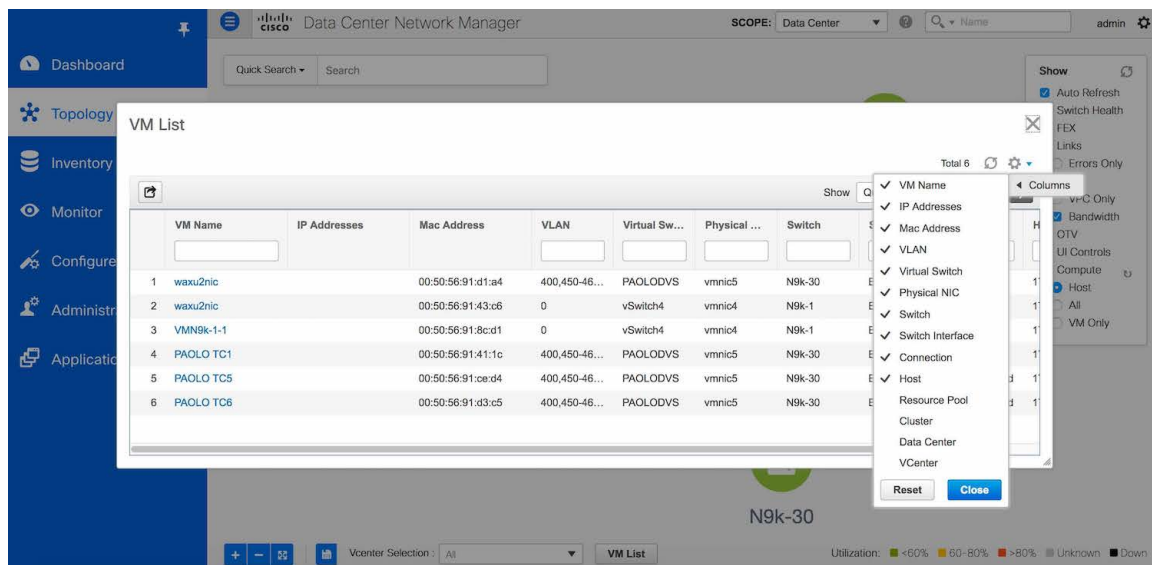 cisco Data Center Network Manager
SCOPE: Data Center
Name
admin
Dashboard
Topology
Inventory
Monitor
Configure
Administr
Applicatio
Quick Search
Search
Show
Auto Refresh
Switch Health
FEX
Links
Errors Only
VPC Only
Bandwidth
OTV
UI Controls
Compute
Host
All
VM Only
VM List
Total 6
Show
Columns
VM Name IP Addresses Mac Address VLAN Virtual Sw... Physical ... Switch
1 waxu2nic 00:50:56:91:d1:a4 400,450-46... PAOLODVS vmnic5 N9k-30
2 waxu2nic 00:50:56:91:43:c6 0 vSwitch4 vmnic4 N9k-1
3 VMN9k-1-1 00:50:56:91:8c:d1 0 vSwitch4 vmnic4 N9k-1
4 PAOLO TC1 00:50:56:91:41:1c 400,450-46... PAOLODVS vmnic5 N9k-30
5 PAOLO TC5 00:50:56:91:ce:d4 400,450-46... PAOLODVS vmnic5 N9k-30
6 PAOLO TC6 00:50:56:91:d3:c5 400,450-46... PAOLODVS vmnic5 N9k-30
VM Name
IP Addresses
Mac Address
VLAN
Virtual Switch
Physical NIC
Switch
Switch Interface
Connection
Host
Resource Pool
Cluster
Data Center
VCenter
Reset Close
N9k-30
Vcenter Selection : All
VM List
Utilization: <60% 60-80% >80% Unknown Down